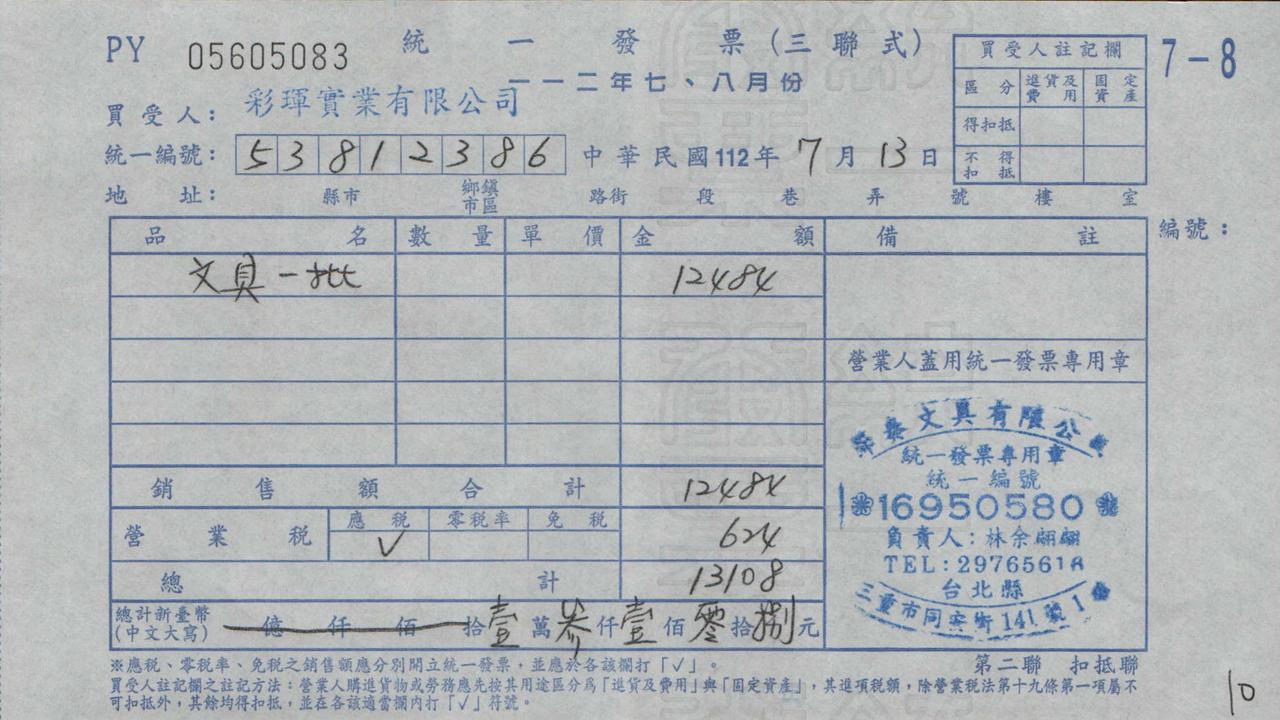 PY 05605083 統一發票(三聯式)
一一二年七、八月份
7-8
買受人: 彩琿實業有限公司
統一編號: 53812386 中華民國112年7月13日
地址: 縣市 鄉鎮市區 路街 段 巷 弄 號 樓 室
買受人註記欄
區分 進貨及費用 固定資產
得扣抵
不得扣抵
編號:
品名 數量 單價 金額 備註
文具一批 12484
營業人蓋用統一發票專用章
銷售額合計 12484
營業稅 應稅 零稅率 免稅 624
V
總計 13108
總計新臺幣
(中文大寫) 億仟佰拾壹萬參仟壹佰零拾捌元
文具有限公
統一發票專用章
統一編號
16950580
負責人:林余翩翩
TEL:29765618
台北縣
三重市同安街141號1
※應稅、零稅率、免稅之銷售額應分別開立統一發票,並應於各該欄打「✓」。
第二聯 扣抵聯
買受人註記欄之註記方法:營業人購進貨物或勞務應先按其用途區分為「進貨及費用」與「固定資產」,其進項稅額,除營業稅法第十九條第一項屬不
可扣抵外,其餘均得扣抵,並在各該適當欄內打「✓」符號。
10